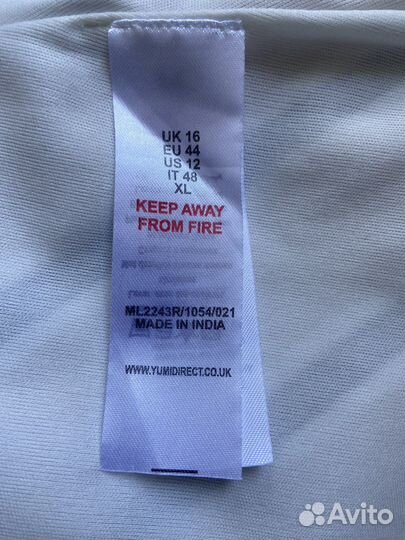 UK 16
EU 44
US 12
IT 48
XL
KEEP AWAY
FROM FIRE
ML2243R/1054/021
MADE IN INDIA
WWW.YUMIDIRECT.CO.UK
Avito